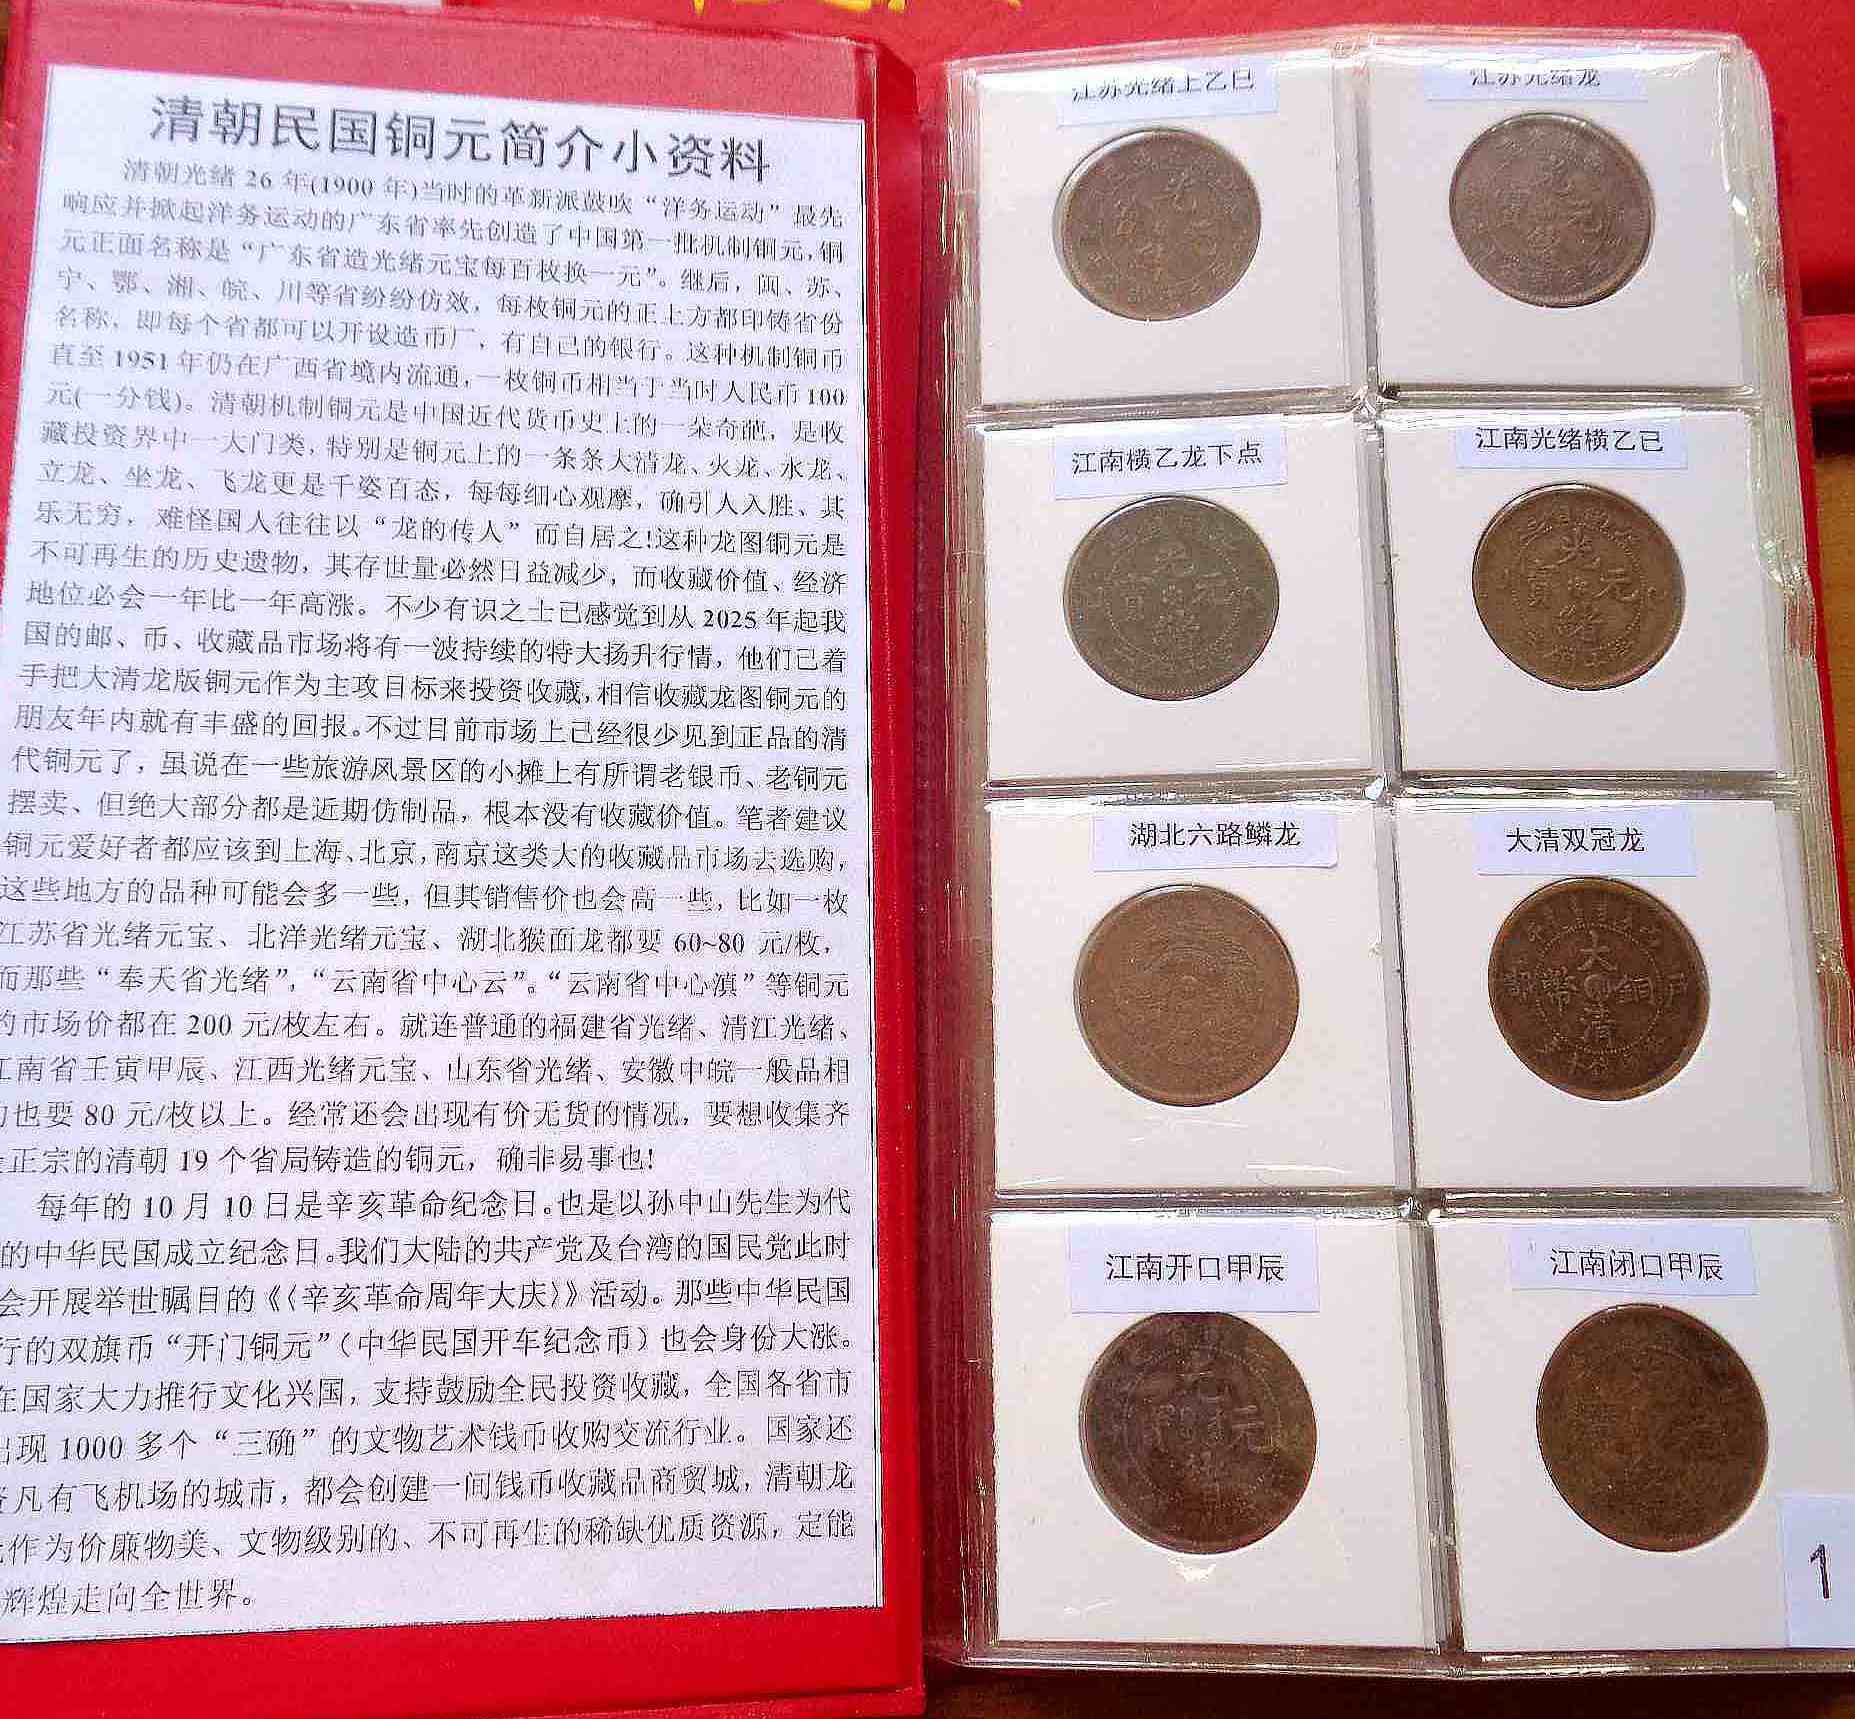 清朝民国铜元简介小资料
清朝光绪 26 年(1900 年)当时的革新派鼓吹“洋务运动”最先
响应并掀起洋务运动的广东省率先创造了中国第一批机制铜元,铜
元正面名称是“广东省造光绪元宝每百枚换一元”。继后，闽、苏、
宁、鄂、湘、皖、川等省纷纷仿效，每枚铜元的正上方都印铸省份
名称，即每个省都可以开设造币厂，有自己的银行。这种机制铜币
直至 1951 年仍在广西省境内流通,一枚铜币相当于当时人民币 100
元(一分钱)。清朝机制铜元是中国近代货币史上的一朵奇葩，是收
藏投资界中一大门类,特别是铜元上的一条条大清龙、火龙、水龙、
立龙、坐龙、飞龙更是千姿百态，每每细心观摩，确引人入胜、其
乐无穷，难怪国人往往以“龙的传人”而自居之!这种龙图铜元是
不可再生的历史遗物，其存世量必然日益减少，而收藏价值、经济
地位必会一年比一年高涨。不少有识之士已感觉到从 2025 年起我
国的邮、币、收藏品市场将有一波持续的特大扬升行情，他们已着
手把大清龙版铜元作为主攻目标来投资收藏,相信收藏龙图铜元的
朋友年内就有丰盛的回报。不过目前市场上已经很少见到正品的清
代铜元了，虽说在一些旅游风景区的小摊上有所谓老银币、老铜元
摆卖、但绝大部分都是近期仿制品，根本没有收藏价值。笔者建议
铜元爱好者都应该到上海、北京,南京这类大的收藏品市场去选购，
这些地方的品种可能会多一些，但其销售价也会高一些，比如一枚
江苏省光绪元宝、北洋光绪元宝、湖北猴面龙都要 60~80 元/枚，
而那些“奉天省光绪”，“云南省中心云”。“云南省中心滇”等铜元
的市场价都在 200 元/枚左右。就连普通的福建省光绪、清江光绪、
江南省壬寅甲辰、江西光绪元宝、山东省光绪、安徽中皖一般品相
的也要 80 元/枚以上。经常还会出现有价无货的情况，要想收集齐
正宗的清朝 19 个省局铸造的铜元，确非易事也!
每年的 10 月 10 日是辛亥革命纪念日。也是以孙中山先生为代
的中华民国成立纪念日。我们大陆的共产党及台湾的国民党此时
会开展举世瞩目的《〈辛亥革命周年大庆〉》活动。那些中华民国
行的双旗币“开门铜元”（中华民国开车纪念币）也会身份大涨。
在国家大力推行文化兴国，支持鼓励全民投资收藏，全国各省市
出现 1000 多个“三确”的文物艺术钱币收购交流行业。国家还
凡有飞机场的城市，都会创建一间钱币收藏品商贸城，清朝龙
作为价廉物美、文物级别的、不可再生的稀缺优质资源，定能
辉煌走向全世界。
江苏光绪上乙巳
江苏光绪龙
江南横乙龙下点
江南光绪横乙己
光
元
緒
寶
湖北六路鳞龙
大清双冠龙
大
清
銅
幣
户
部
江南开口甲辰
江南闭口甲辰
元
1